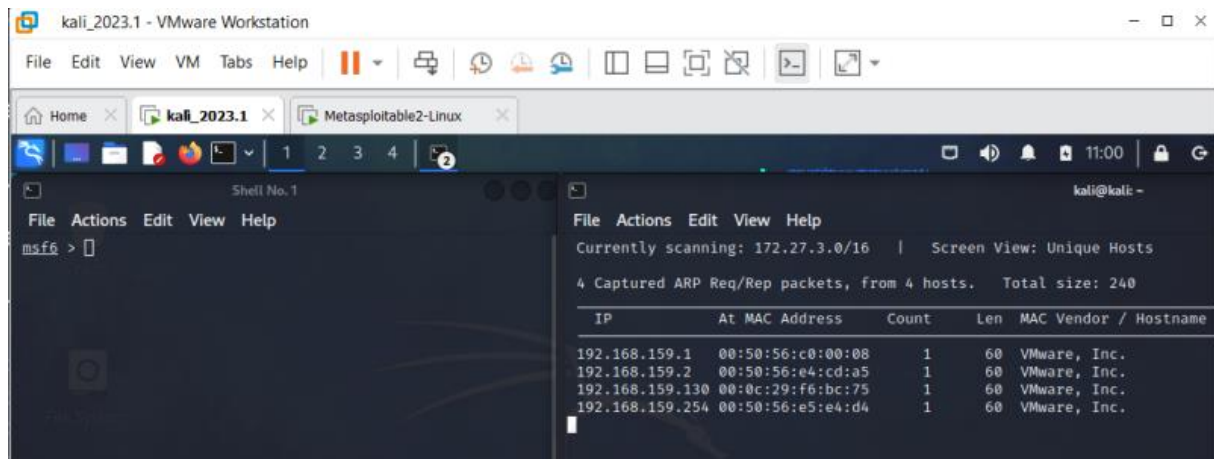 kali_2023.1 - VMware Workstation
File Edit View VM Tabs Help
Home kali_2023.1 Metasploitable2-Linux
1 2 3 4 2 11:00
Shell No. 1
File Actions Edit View Help
msf6 >
kali@kali: ~
File Actions Edit View Help
Currently scanning: 172.27.3.0/16 | Screen View: Unique Hosts
4 Captured ARP Req/Rep packets, from 4 hosts. Total size: 240
IP At MAC Address Count Len MAC Vendor / Hostname
192.168.159.1 00:50:56:c0:00:08 1 60 VMware, Inc.
192.168.159.2 00:50:56:e4:cd:a5 1 60 VMware, Inc.
192.168.159.130 00:0c:29:f6:bc:75 1 60 VMware, Inc.
192.168.159.254 00:50:56:e5:e4:d4 1 60 VMware, Inc.